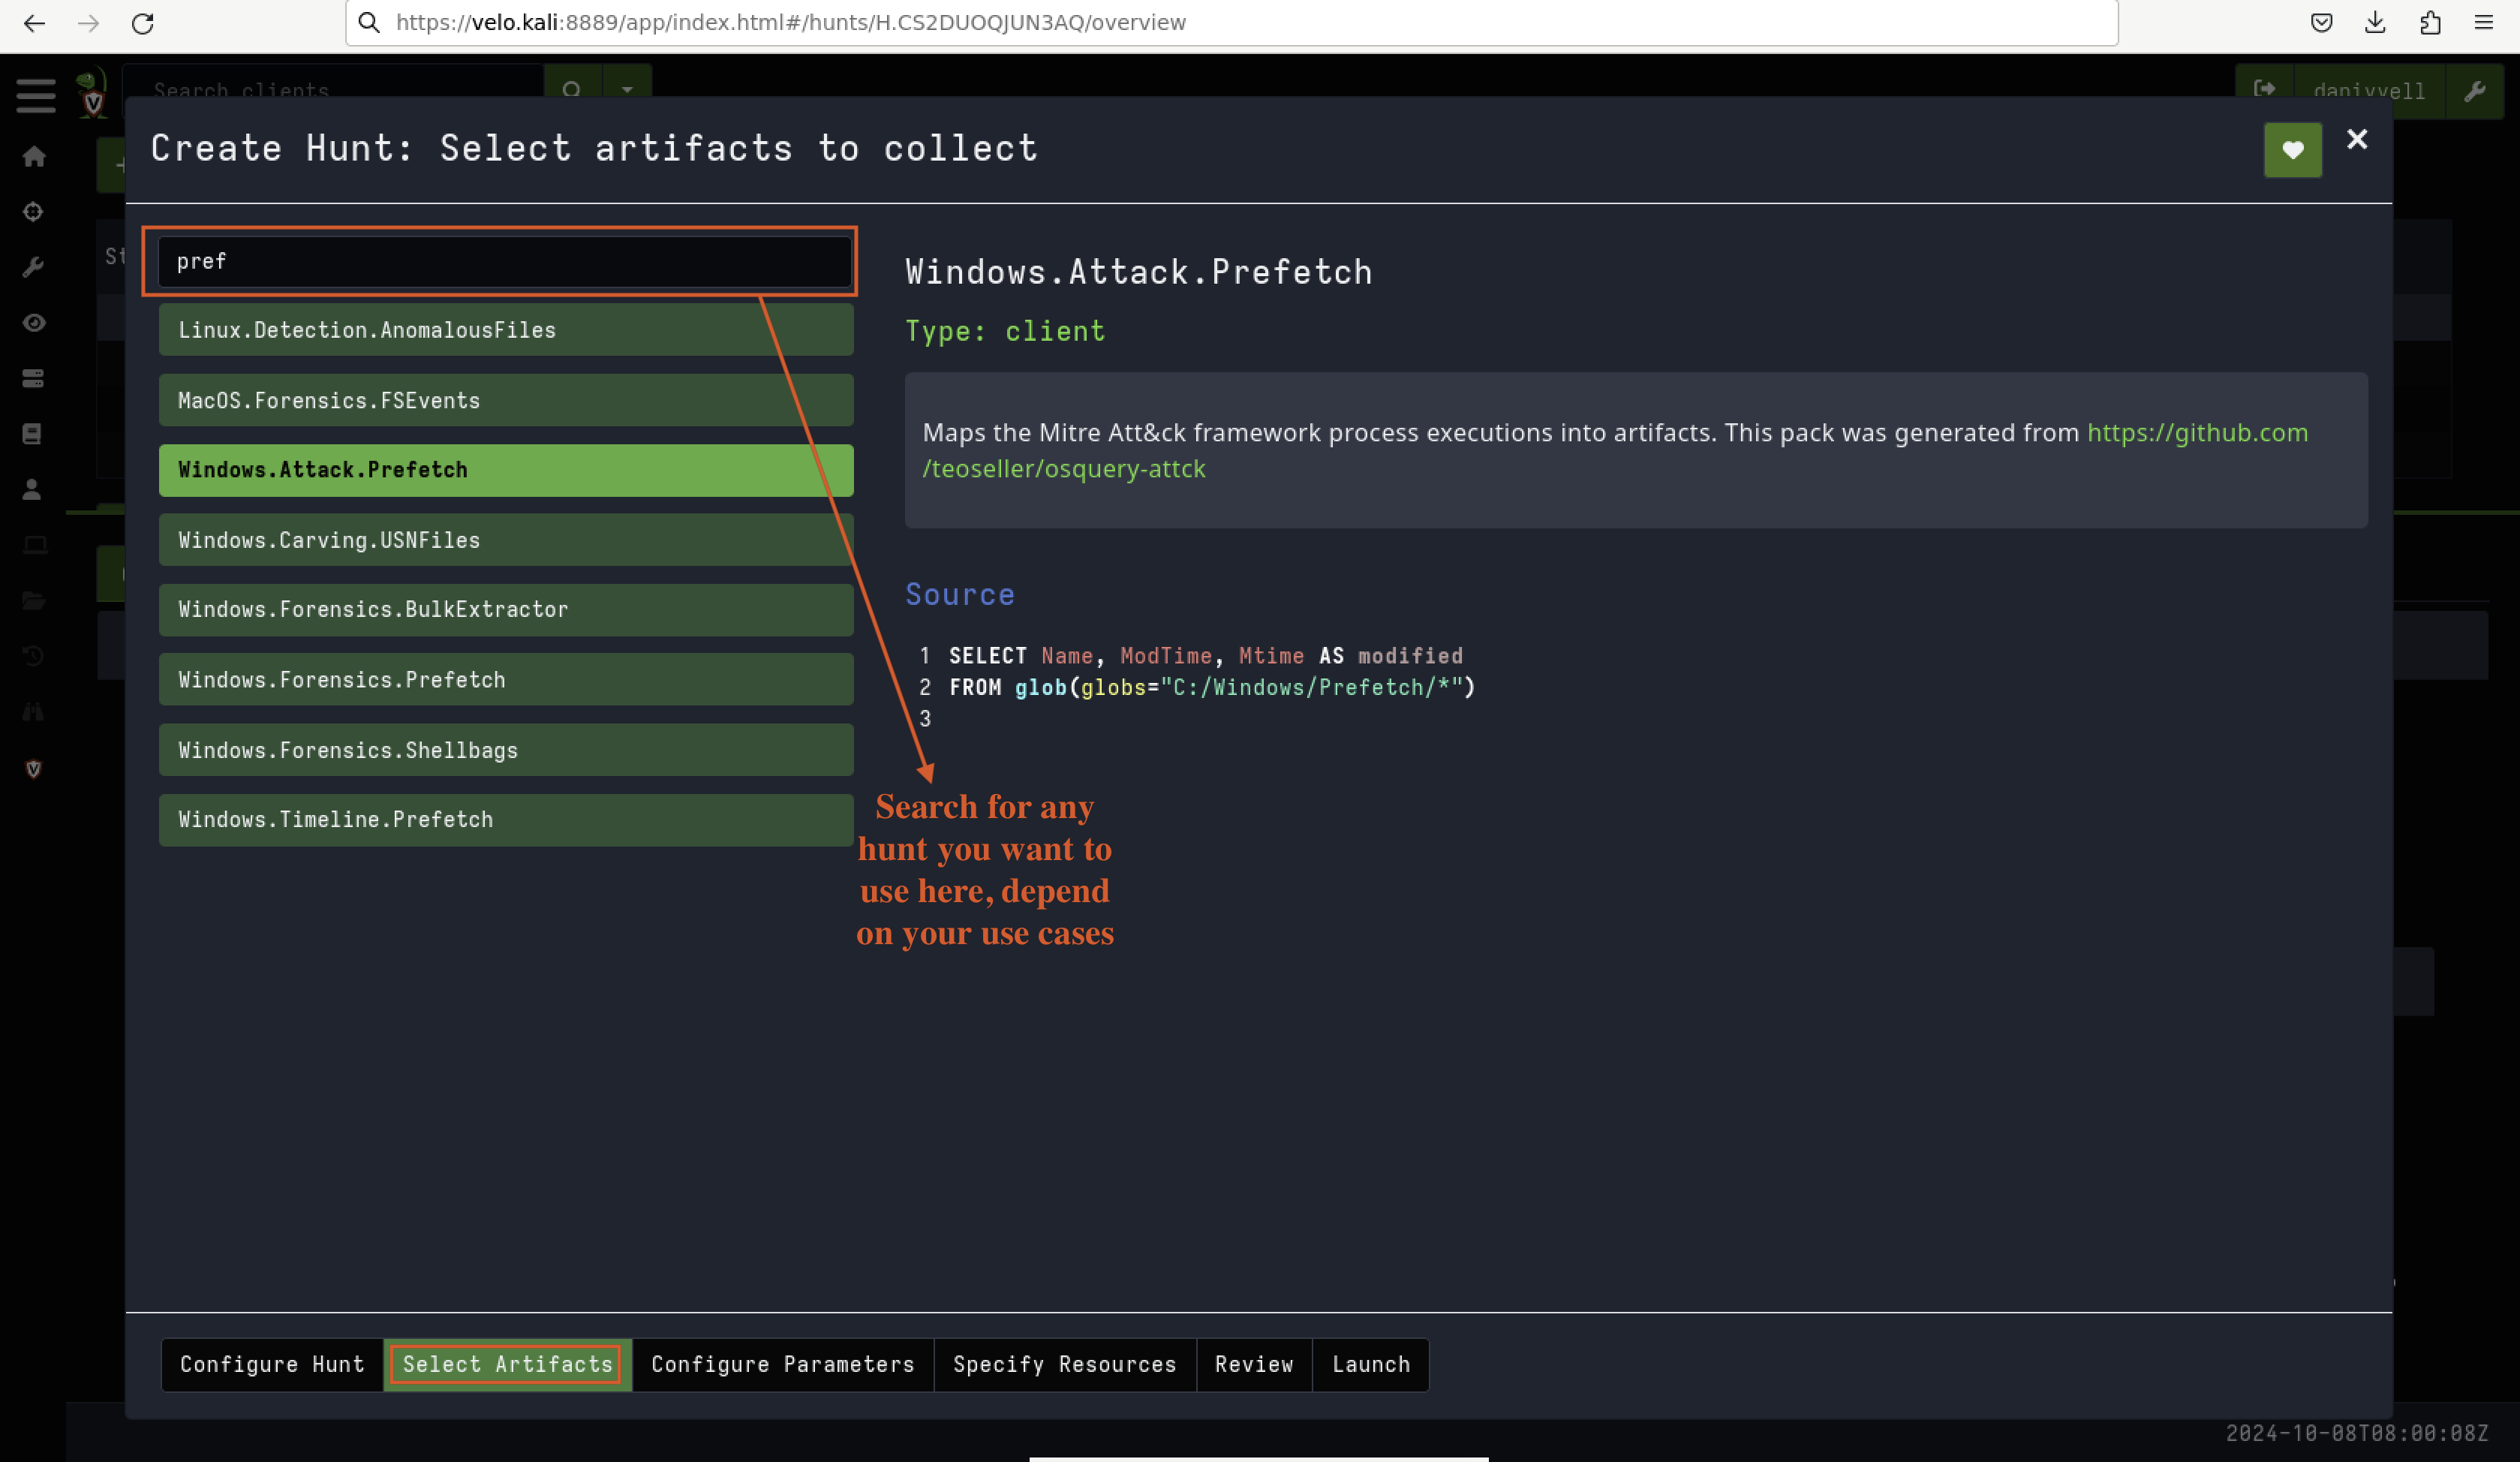 https://velo.kali:8889/app/index.html#/hunts/H.CS2DUOQJUN3AQ/overview
Search clients
danivvell
Create Hunt: Select artifacts to collect
pref
Linux.Detection.AnomalousFiles
MacOS.Forensics.FSEvents
Windows.Attack.Prefetch
Windows.Carving.USNFiles
Windows.Forensics.BulkExtractor
Windows.Forensics.Prefetch
Windows.Forensics.Shellbags
Windows.Timeline.Prefetch
Windows.Attack.Prefetch
Type: client
Maps the Mitre Att&ck framework process executions into artifacts. This pack was generated from https://github.com
/teoseller/osquery-attck
Source
1 SELECT Name, ModTime, Mtime AS modified
2 FROM glob(globs="C:/Windows/Prefetch/*")
3
Search for any
hunt you want to
use here, depend
on your use cases
Configure Hunt
Select Artifacts
Configure Parameters
Specify Resources
Review
Launch
2024-10-08T08:00:08Z